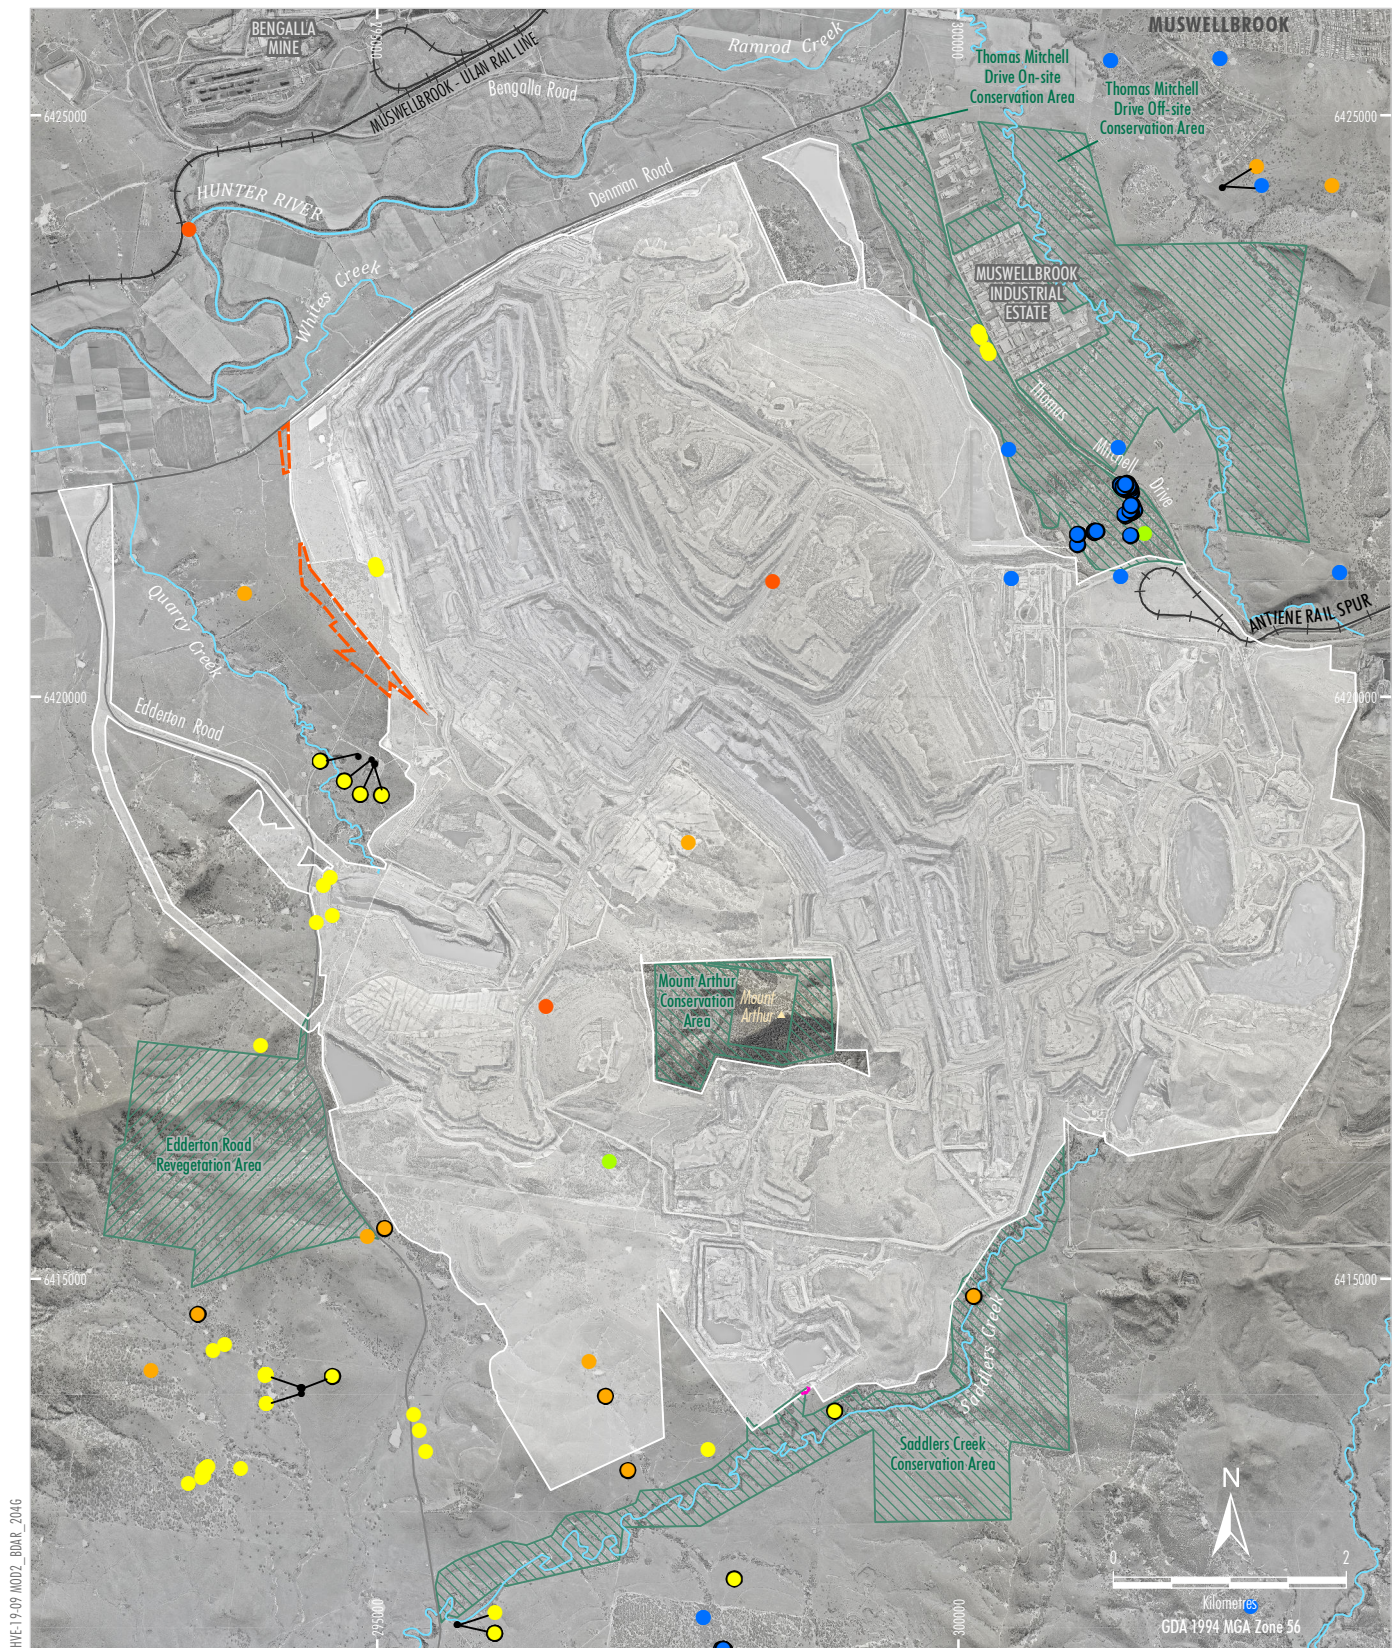 BENGALLA
MINE
295000
MUSWELLBROOK - ULAN RAIL LINE
Bengalla Road
Ramrod Creek
300000
MUSWELLBROOK
Thomas Mitchell
Drive On-site
Conservation Area
Thomas Mitchell
Drive Off-site
Conservation Area
6425000
6425000
HUNTER RIVER
Denman Road
Whites Creek
MUSWELLBROOK
INDUSTRIAL
ESTATE
Thomas
Mitchell
Drive
Quarry Creek
ANTIENE RAIL SPUR
6420000
6420000
Edderton Road
Mount Arthur
Conservation
Area
Mount
Arthur
Edderton Road
Revegetation Area
6415000
6415000
Saddlers Creek
Saddlers Creek
Conservation Area
N
0
2
Kilometres
GDA 1994 MGA Zone 56
295000
300000
HVE-19-09 MOD2_BDAR_204G